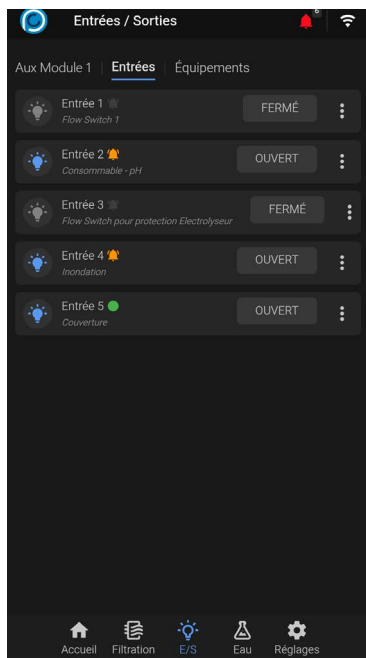 Entrées / Sorties
6
Aux Module 1 | Entrées | Équipements
Entrée 1
Flow Switch 1
FERMÉ
Entrée 2
Consommable - pH
OUVERT
Entrée 3
Flow Switch pour protection Electrolyseur
FERMÉ
Entrée 4
Inondation
OUVERT
Entrée 5
Couverture
OUVERT
Accueil Filtration E/S Eau Réglages